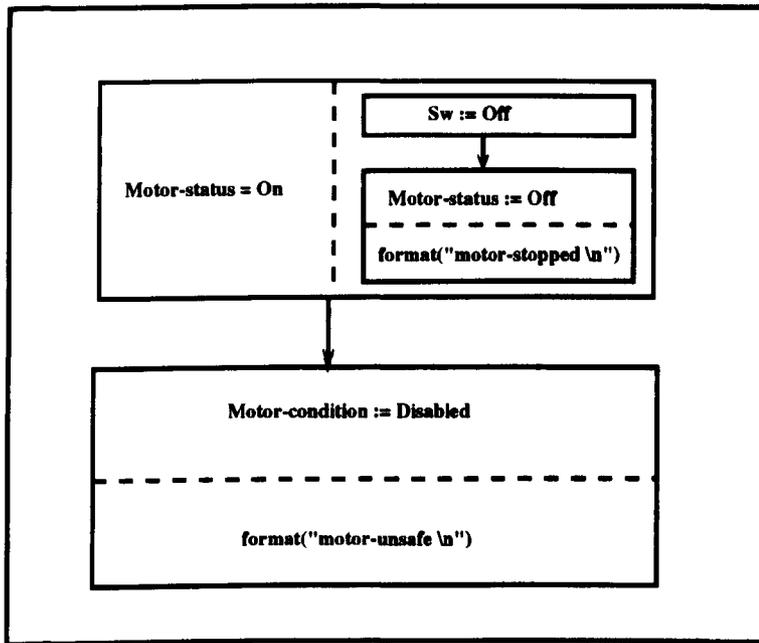 Sw := Off
Motor-status = On
Motor-status := Off
format("motor-stopped \n")
Motor-condition := Disabled
format("motor-unsafe \n")